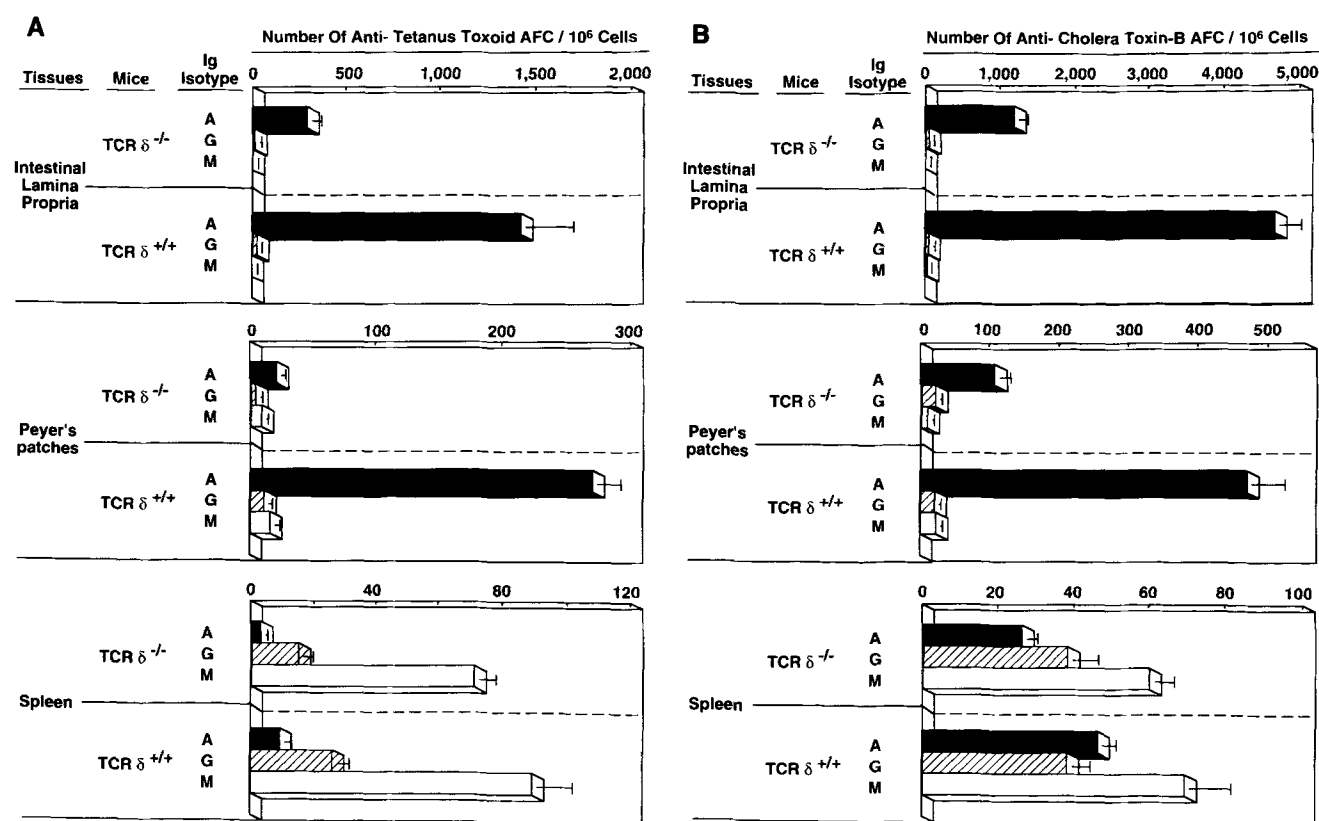 A
Number Of Anti- Tetanus Toxoid AFC / 10⁶ Cells
Tissues Mice Ig Isotype
0 500 1,000 1,500 2,000
Intestinal Lamina Propria
TCR δ -/-
A
G
M
TCR δ +/+
A
G
M
0 100 200 300
Peyer's patches
TCR δ -/-
A
G
M
TCR δ +/+
A
G
M
0 40 80 120
Spleen
TCR δ -/-
A
G
M
TCR δ +/+
A
G
M
B
Number Of Anti- Cholera Toxin-B AFC / 10⁶ Cells
Tissues Mice Ig Isotype
0 1,000 2,000 3,000 4,000 5,000
Intestinal Lamina Propria
TCR δ -/-
A
G
M
TCR δ +/+
A
G
M
0 100 200 300 400 500
Peyer's patches
TCR δ -/-
A
G
M
TCR δ +/+
A
G
M
0 20 40 60 80 100
Spleen
TCR δ -/-
A
G
M
TCR δ +/+
A
G
M